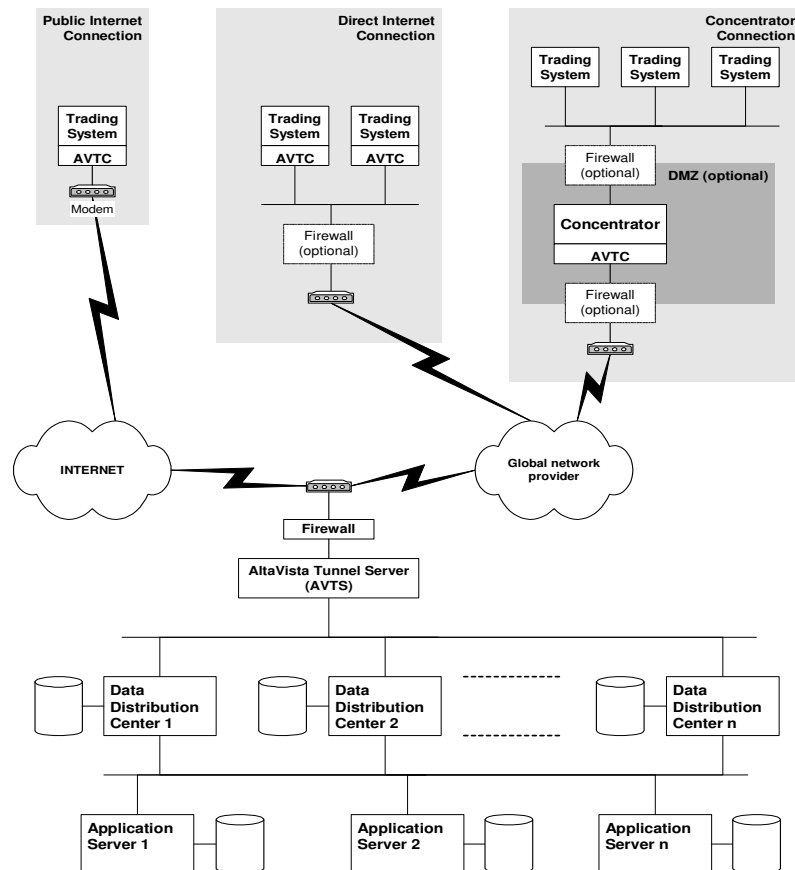 Public Internet
Connection
Direct Internet
Connection
Concentrator
Connection
Trading
System
Trading
System
Trading
System
Trading
System
AVTC
Modem
Trading
System
AVTC
Trading
System
AVTC
Firewall
(optional)
Firewall
(optional)
DMZ (optional)
Concentrator
AVTC
Firewall
(optional)
INTERNET
Global network
provider
Firewall
AltaVista Tunnel Server
(AVTS)
Data
Distribution
Center 1
Data
Distribution
Center 2
Data
Distribution
Center n
Application
Server 1
Application
Server 2
Application
Server n